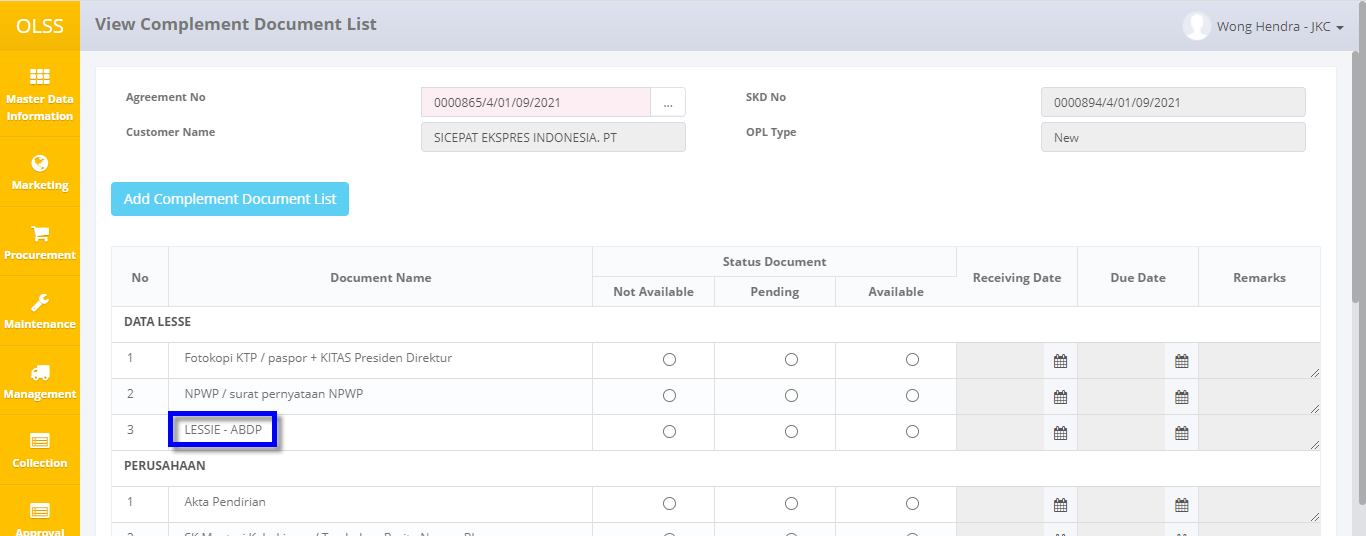 OLSS
View Complement Document List
Wong Hendra - JKC
Master Data
Information
Marketing
Procurement
Maintenance
Management
Collection
Approval
Agreement No
0000865/4/01/09/2021
...
SKD No
0000894/4/01/09/2021
Customer Name
SICEPAT EKSPRES INDONESIA. PT
OPL Type
New
Add Complement Document List
No
Document Name
Status Document
Not Available
Pending
Available
Receiving Date
Due Date
Remarks
DATA LESSE
1 Fotokopi KTP / paspor + KITAS Presiden Direktur
2 NPWP / surat pernyataan NPWP
3 LESSIE - ABDP
PERUSAHAAN
1 Akta Pendirian